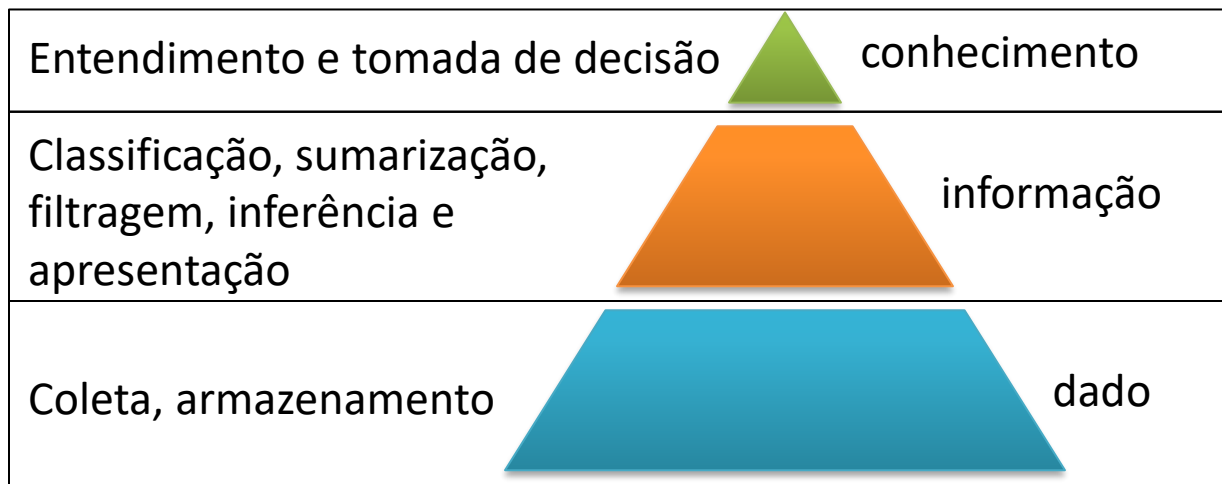 Entendimento e tomada de decisão
conhecimento
Classificação, sumarização,
filtragem, inferência e
apresentação
informação
Coleta, armazenamento
dado